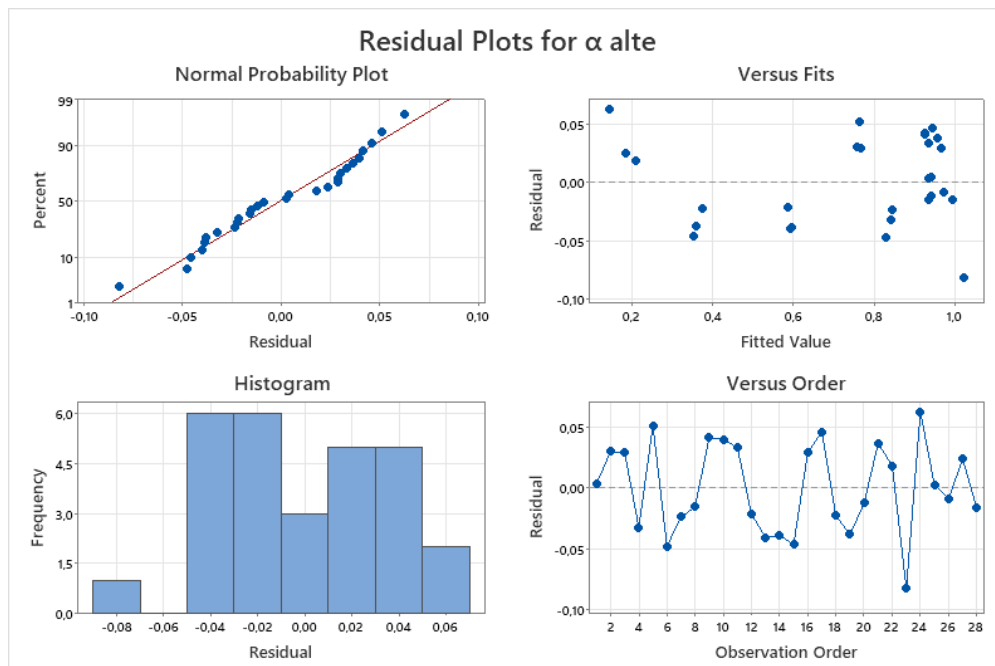 Residual Plots for α alte
Normal Probability Plot
99
90
50
10
1
Percent
-0,10 -0,05 0,00 0,05 0,10
Residual
Versus Fits
0,05
0,00
-0,05
-0,10
Residual
0,2 0,4 0,6 0,8 1,0
Fitted Value
Histogram
6,0
4,5
3,0
1,5
0,0
Frequency
-0,08 -0,06 -0,04 -0,02 0,00 0,02 0,04 0,06
Residual
Versus Order
0,05
0,00
-0,05
-0,10
Residual
2 4 6 8 10 12 14 16 18 20 22 24 26 28
Observation Order